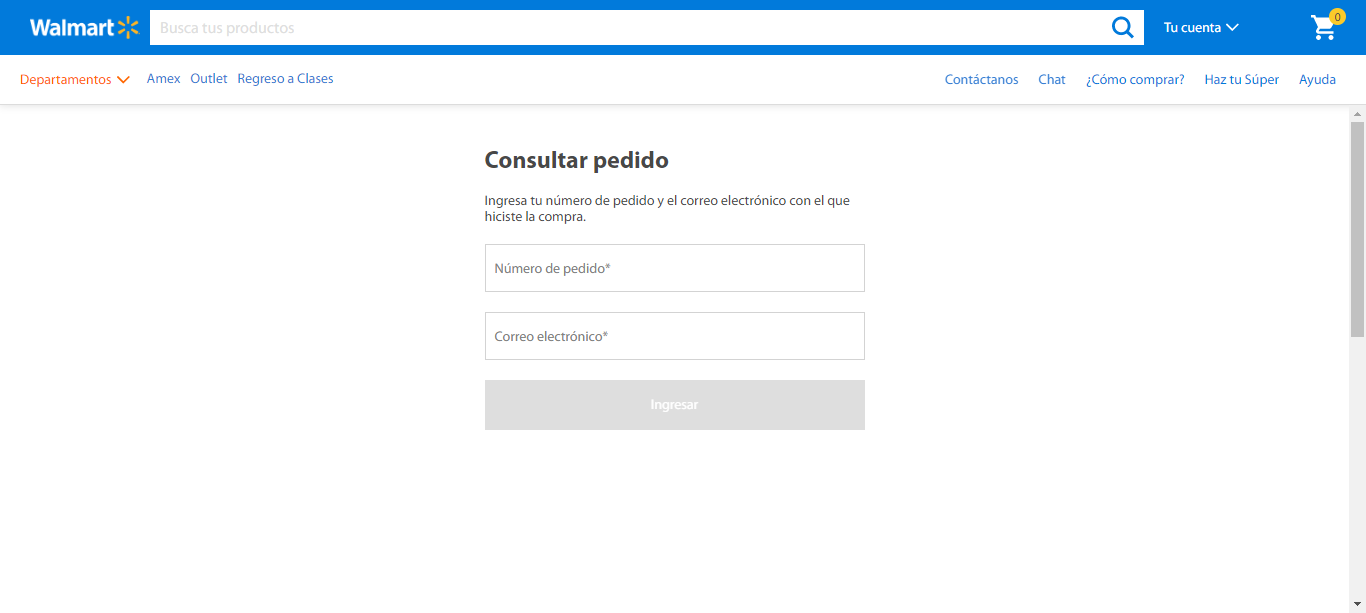 Walmart
Busca tus productos
Tu cuenta
0
Departamentos
Amex
Outlet
Regreso a Clases
Contáctanos
Chat
¿Cómo comprar?
Haz tu Súper
Ayuda
Consultar pedido
Ingresa tu número de pedido y el correo electrónico con el que
hiciste la compra.
Número de pedido*
Correo electrónico*
Ingresar